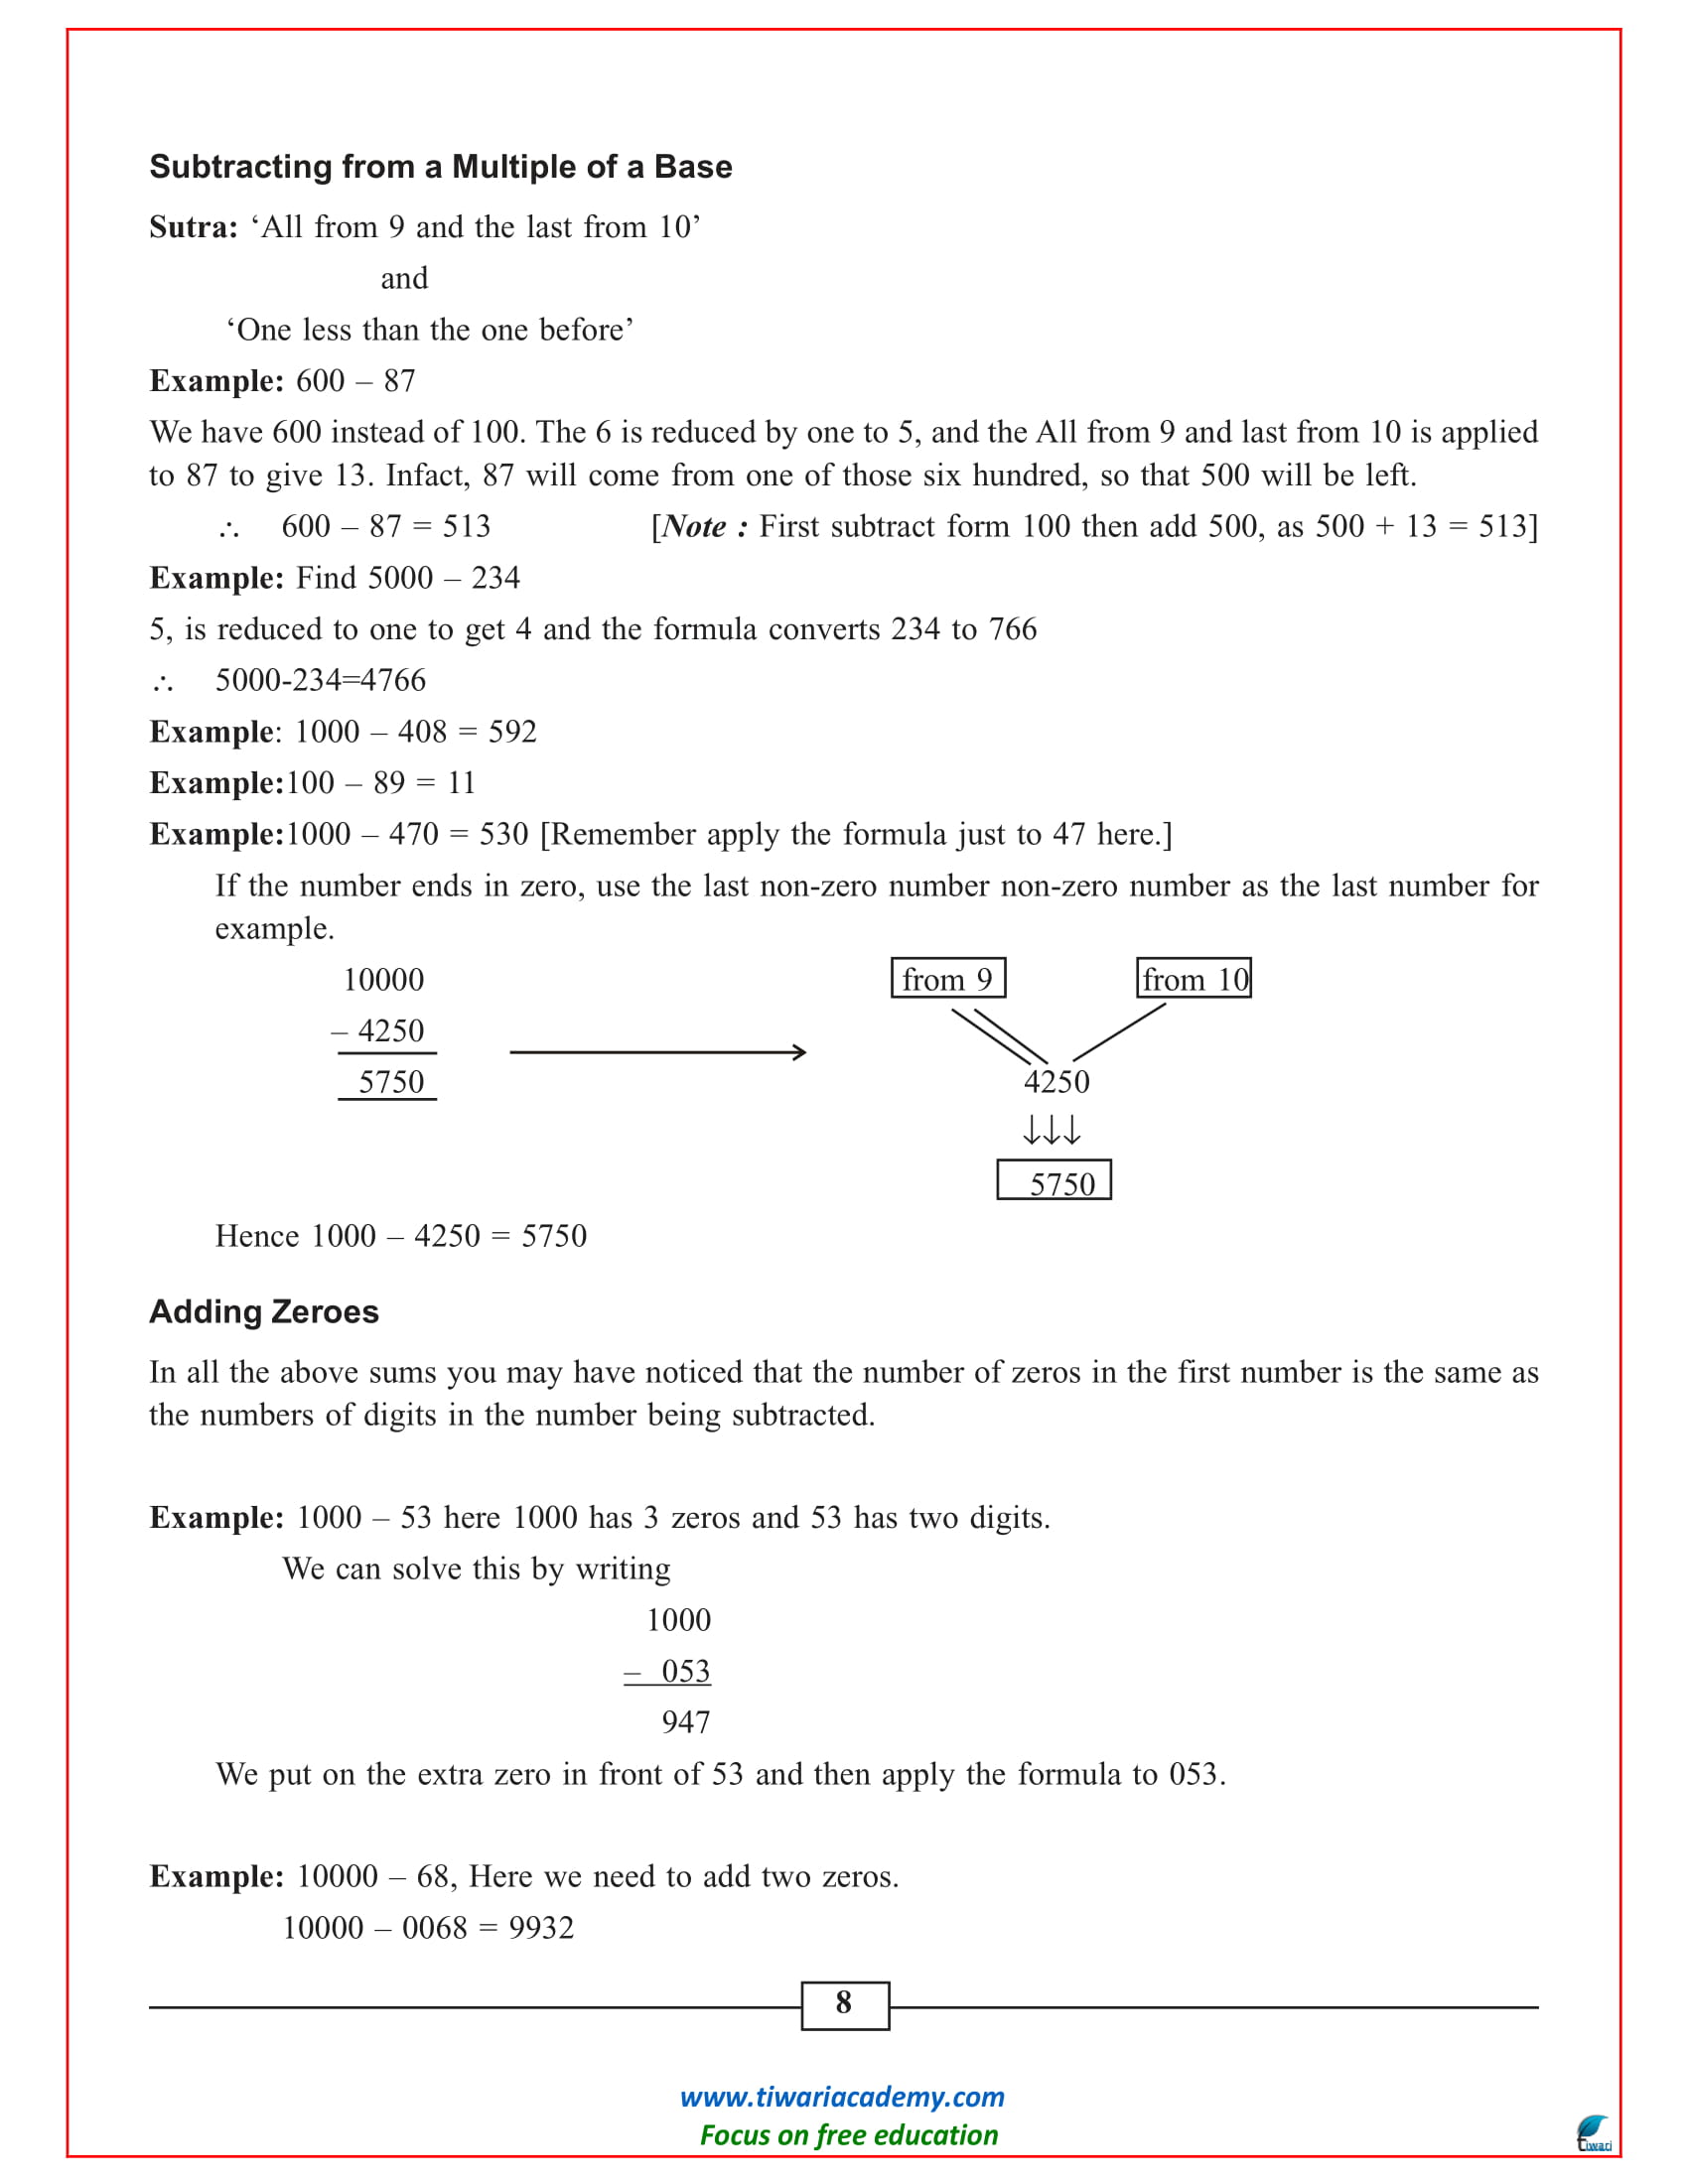 Subtracting from a Multiple of a Base
Sutra: ‘All from 9 and the last from 10’
and
‘One less than the one before’
Example: 600 – 87
We have 600 instead of 100. The 6 is reduced by one to 5, and the All from 9 and last from 10 is applied
to 87 to give 13. Infact, 87 will come from one of those six hundred, so that 500 will be left.
∴ 600 – 87 = 513 [Note : First subtract form 100 then add 500, as 500 + 13 = 513]
Example: Find 5000 – 234
5, is reduced to one to get 4 and the formula converts 234 to 766
∴ 5000-234=4766
Example: 1000 – 408 = 592
Example:100 – 89 = 11
Example:1000 – 470 = 530 [Remember apply the formula just to 47 here.]
If the number ends in zero, use the last non-zero number non-zero number as the last number for
example.
10000 from 9 from 10
– 4250
5750 4250
↓↓↓
5750
Hence 1000 – 4250 = 5750
Adding Zeroes
In all the above sums you may have noticed that the number of zeros in the first number is the same as
the numbers of digits in the number being subtracted.
Example: 1000 – 53 here 1000 has 3 zeros and 53 has two digits.
We can solve this by writing
1000
– 053
947
We put on the extra zero in front of 53 and then apply the formula to 053.
Example: 10000 – 68, Here we need to add two zeros.
10000 – 0068 = 9932
8
www.tiwariacademy.com
Focus on free education
Tiwari